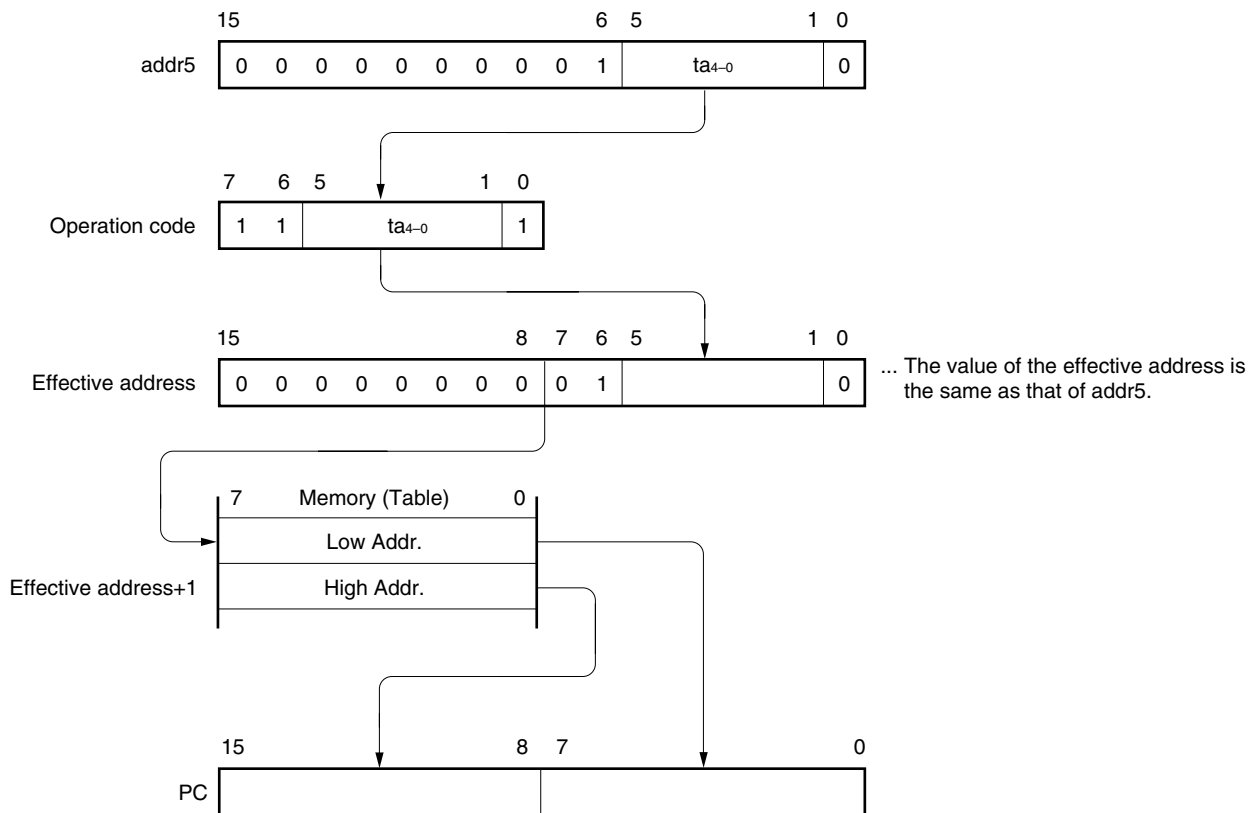 15 6 5 1 0
addr5 0 0 0 0 0 0 0 0 0 1 ta4–0 0
7 6 5 1 0
Operation code 1 1 ta4–0 1
15 8 7 6 5 1 0
Effective address 0 0 0 0 0 0 0 0 0 1 0 ... The value of the effective address is
the same as that of addr5.
7 Memory (Table) 0
Low Addr.
Effective address+1 High Addr.
15 8 7 0
PC